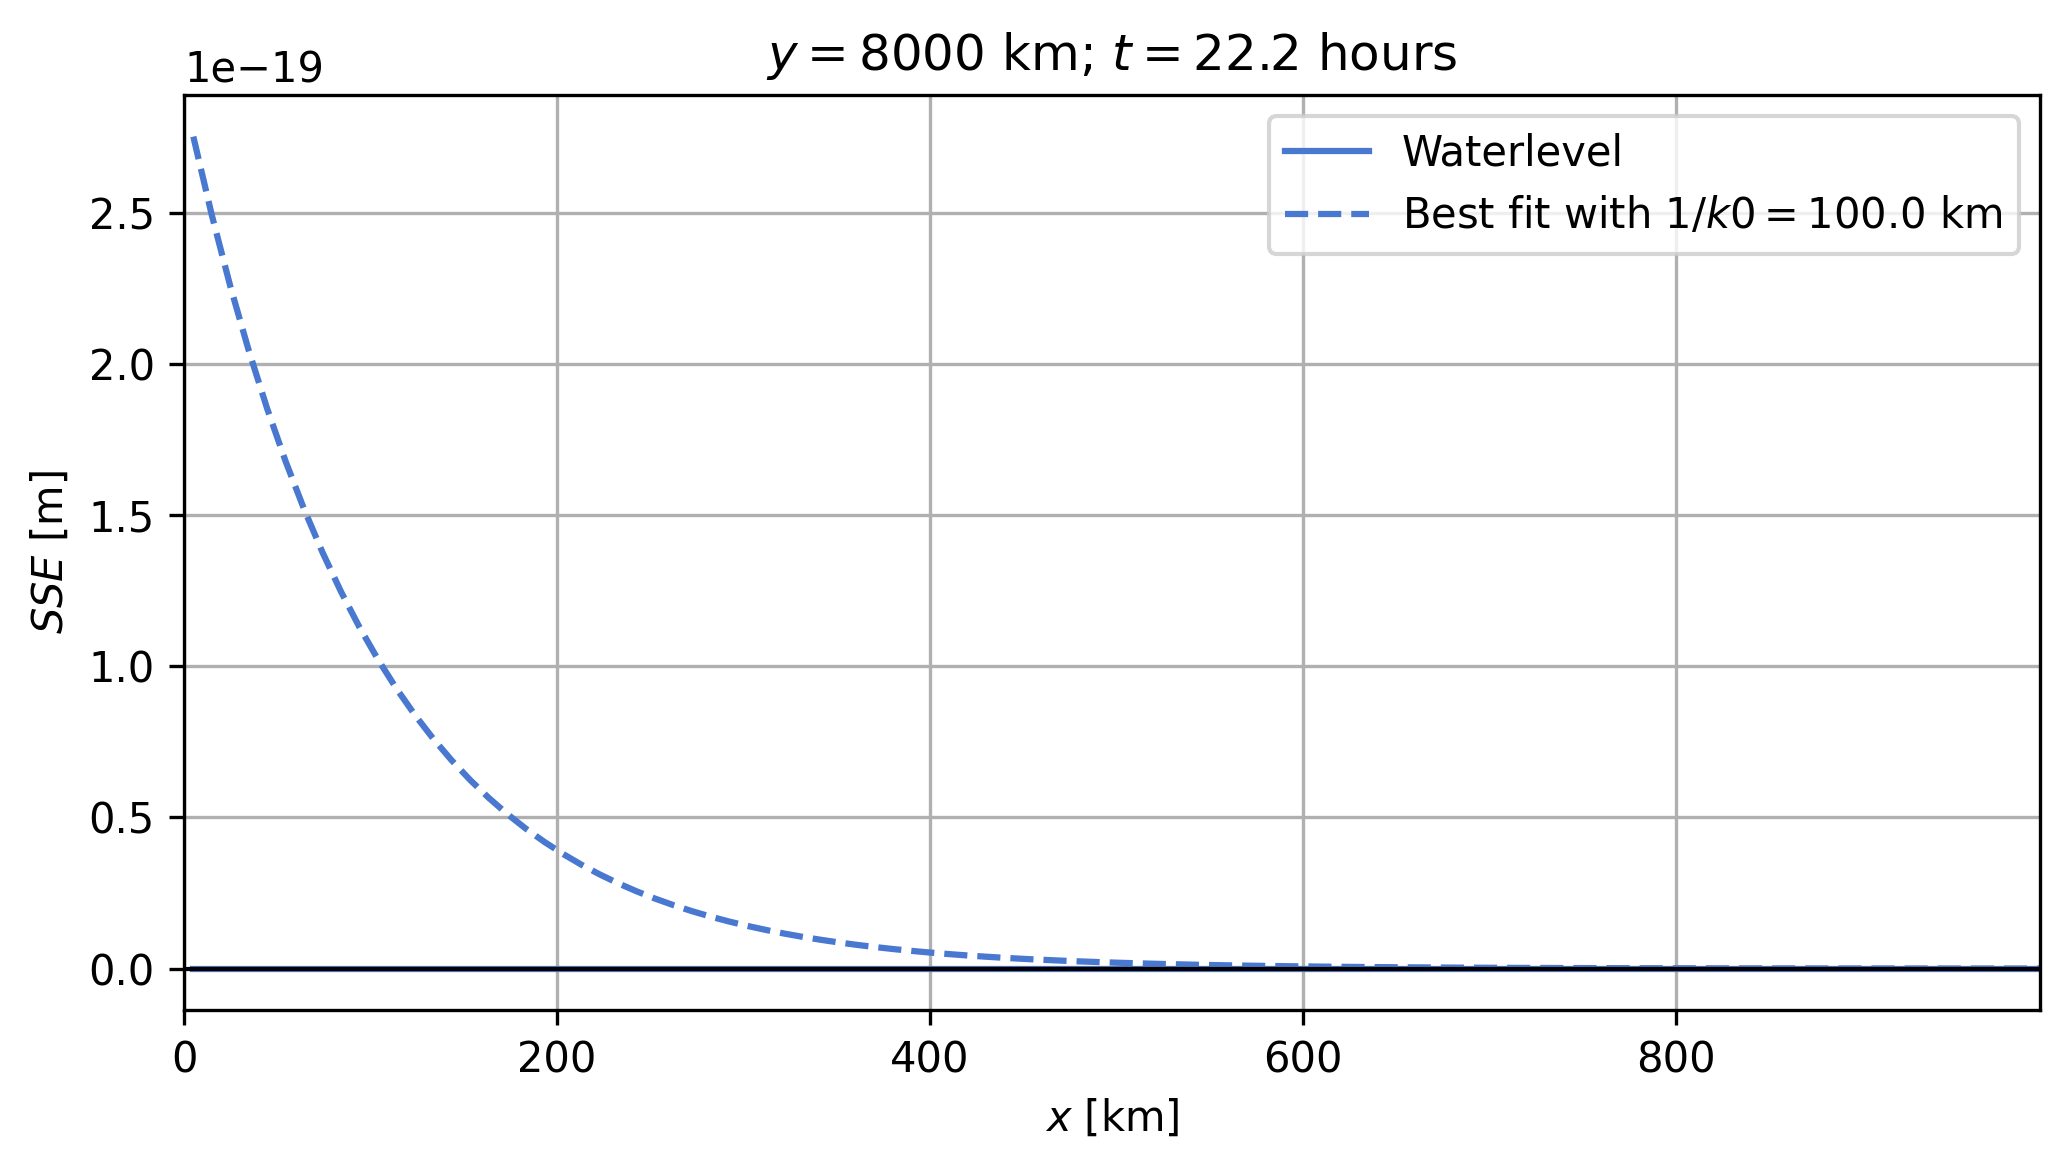 y = 8000 km; t = 22.2 hours
1e−19
Waterlevel
Best fit with 1/k0 = 100.0 km
2.5
2.0
1.5
1.0
0.5
0.0
SSE [m]
0 200 400 600 800
x [km]